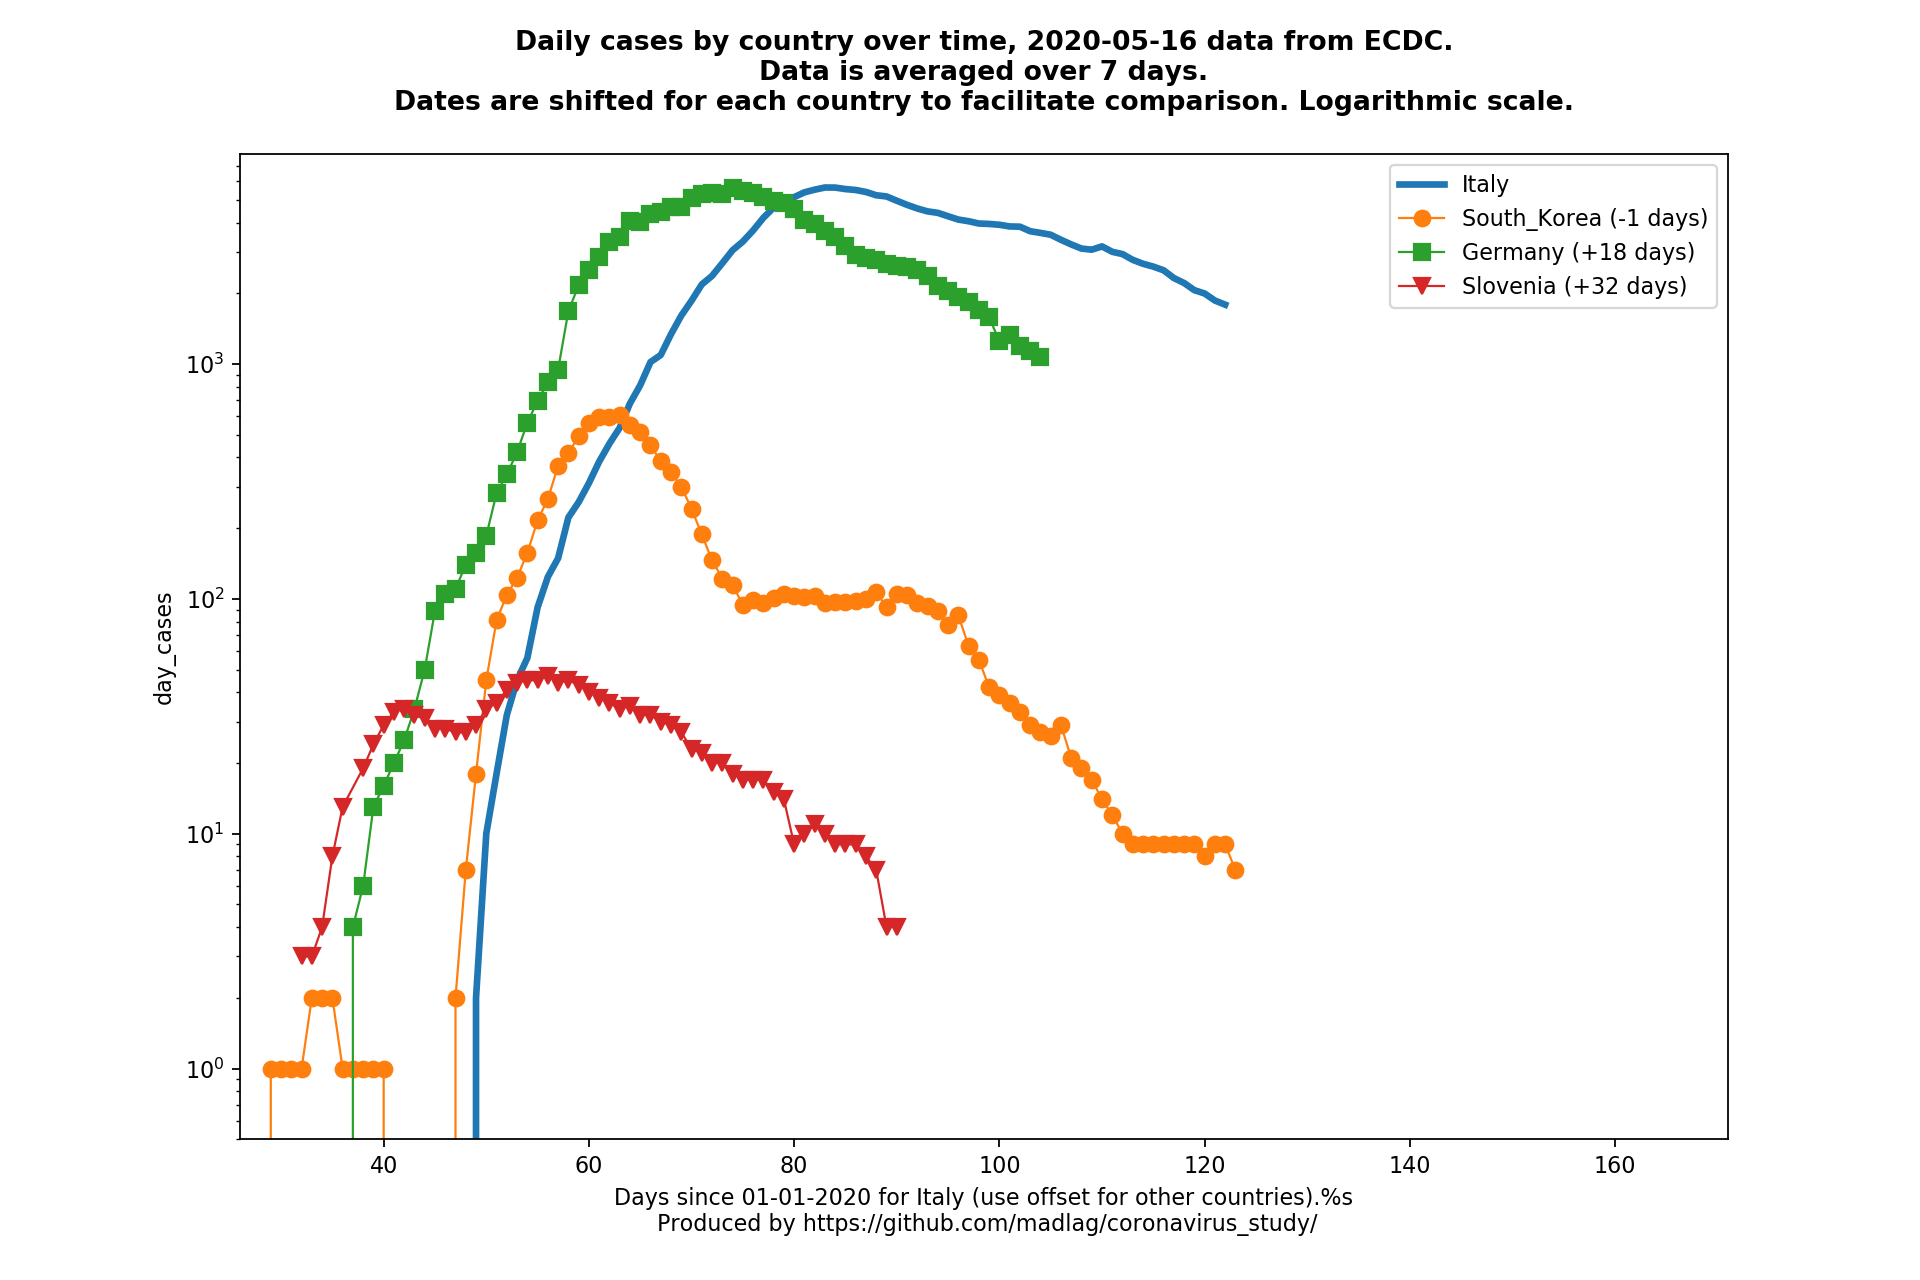 Daily cases by country over time, 2020-05-16 data from ECDC.
Data is averaged over 7 days.
Dates are shifted for each country to facilitate comparison. Logarithmic scale.
Italy
South_Korea (-1 days)
Germany (+18 days)
Slovenia (+32 days)
day_cases
10³
10²
10¹
10⁰
40 60 80 100 120 140 160
Days since 01-01-2020 for Italy (use offset for other countries).%s
Produced by https://github.com/madlag/coronavirus_study/